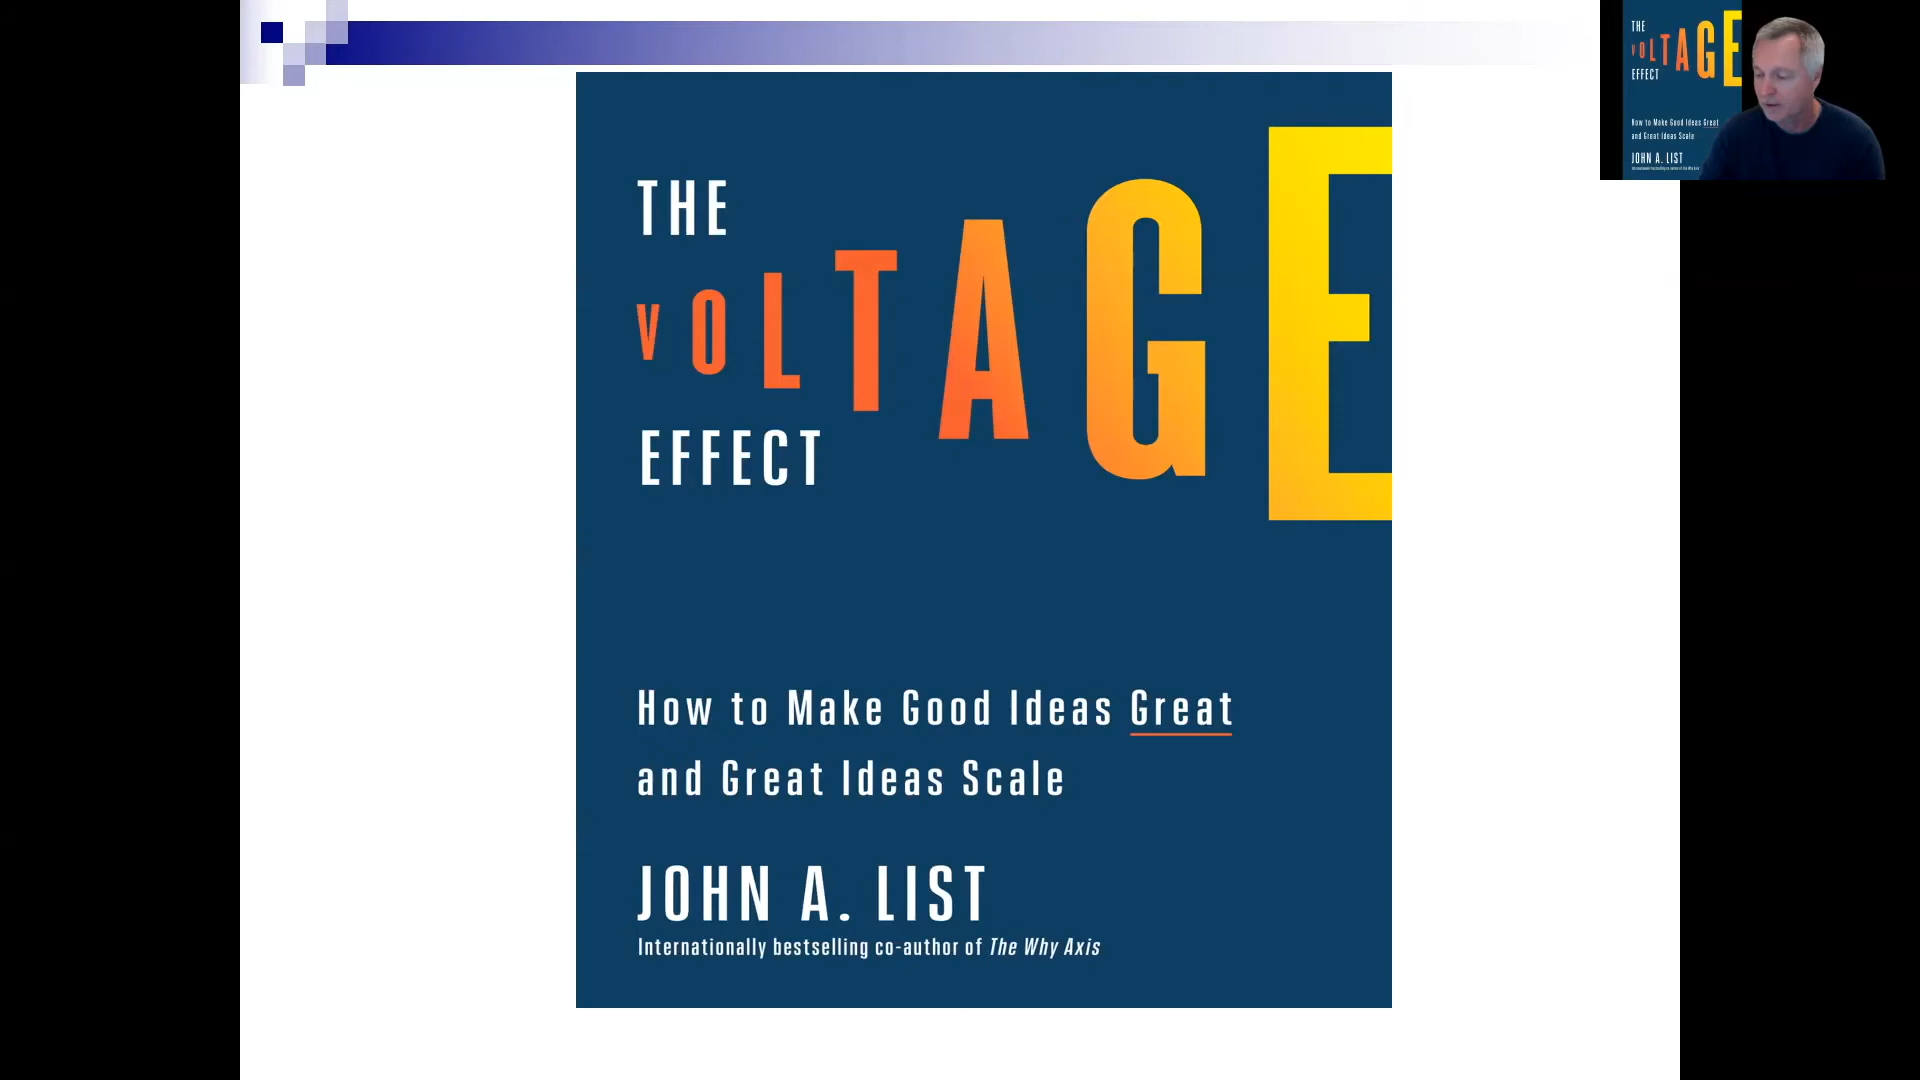 THE
VOLTAGE
EFFECT
How to Make Good Ideas Great
and Great Ideas Scale
JOHN A. LIST
Internationally bestselling co-author of The Why Axis
THE
VOLTAGE
EFFECT
How to Make Good Ideas Great
and Great Ideas Scale
JOHN A. LIST